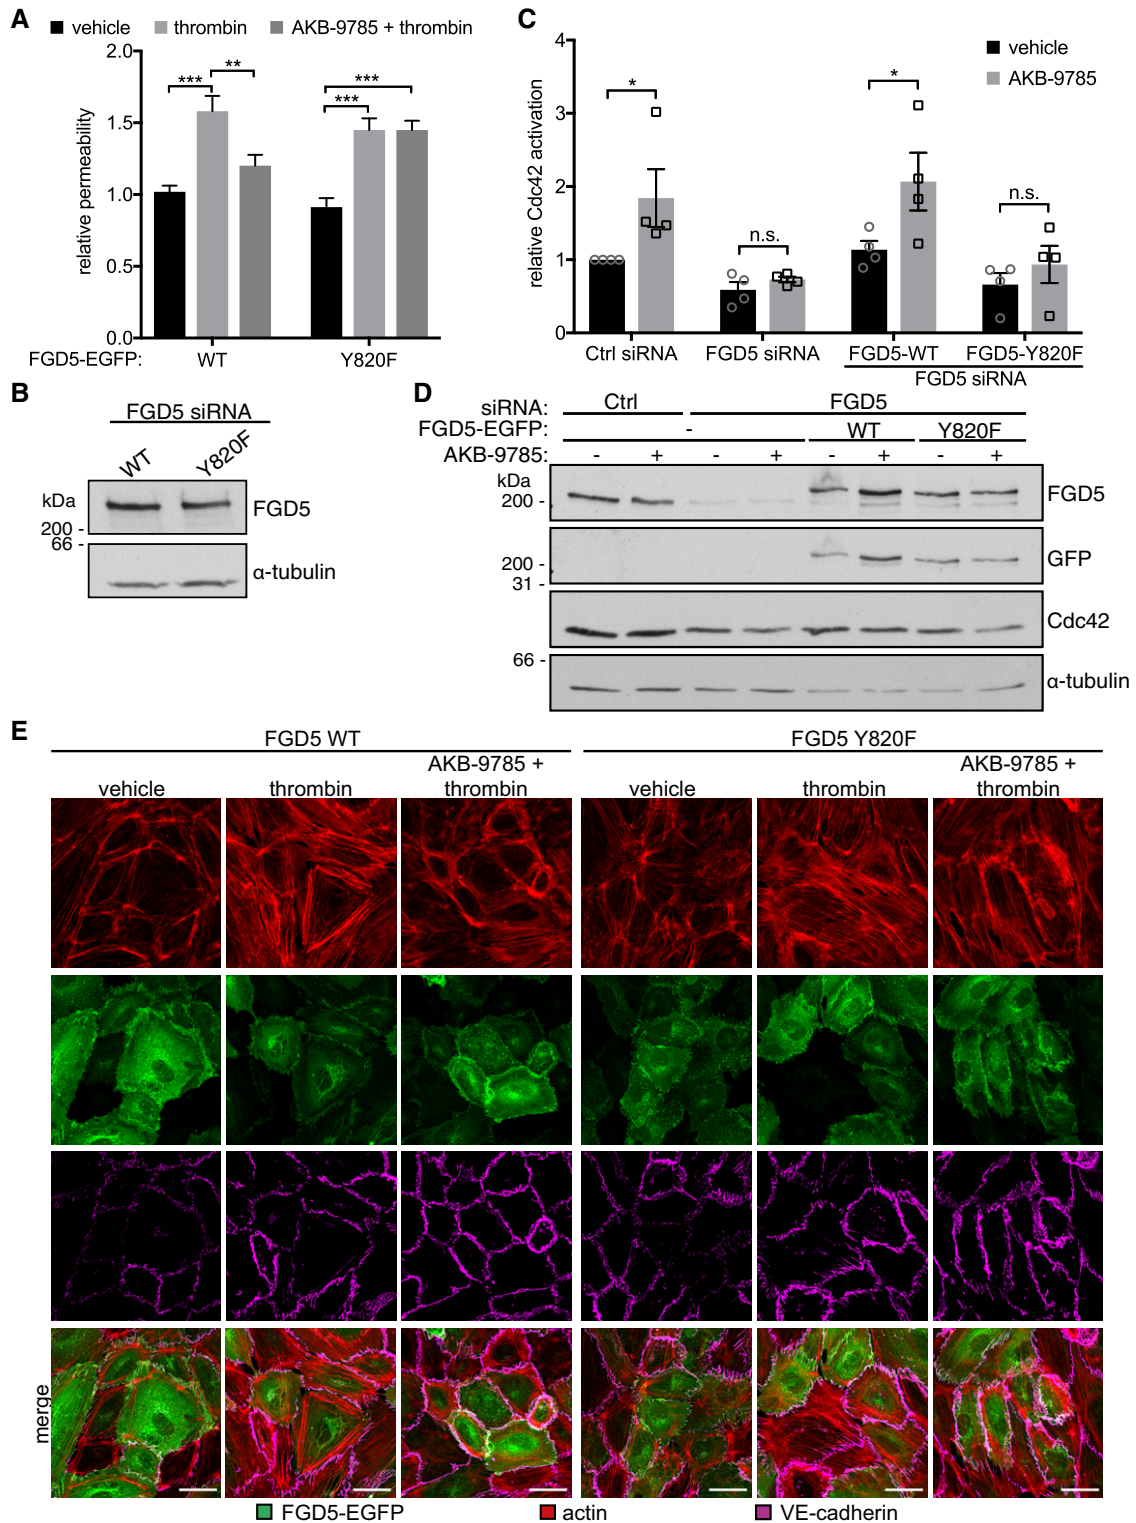 A
vehicle thrombin AKB-9785 + thrombin
relative permeability
2.0
1.5
1.0
0.5
0.0
*** ** *** ***
FGD5-EGFP: WT Y820F
C
vehicle
AKB-9785
relative Cdc42 activation
4
3
2
1
0
* n.s. * n.s.
Ctrl siRNA FGD5 siRNA FGD5-WT FGD5-Y820F
FGD5 siRNA
B
FGD5 siRNA
WT Y820F
kDa
200 -
66 -
FGD5
α-tubulin
D
siRNA: Ctrl FGD5
FGD5-EGFP: - WT Y820F
AKB-9785: - + - + - + - +
kDa
200 -
FGD5
200 -
GFP
31 -
Cdc42
66 -
α-tubulin
E
FGD5 WT FGD5 Y820F
vehicle thrombin AKB-9785 + thrombin vehicle thrombin AKB-9785 + thrombin
merge
FGD5-EGFP actin VE-cadherin